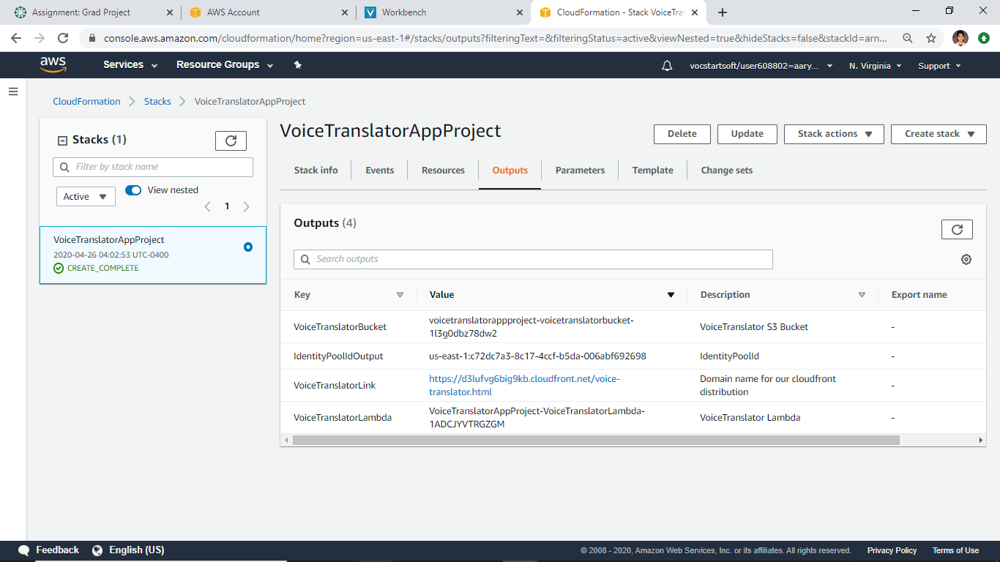 Assignment: Grad Project
AWS Account
Workbench
CloudFormation - Stack VoiceTra
console.aws.amazon.com/cloudformation/home?region=us-east-1#/stacks/outputs?filteringText=&filteringStatus=active&viewNested=true&hideStacks=false&stackId=arn...
aws
Services
Resource Groups
vocstartsoft/user608802=aary...
N. Virginia
Support
CloudFormation
Stacks
VoiceTranslatorAppProject
Stacks (1)
Filter by stack name
Active
View nested
1
VoiceTranslatorAppProject
2020-04-26 04:02:53 UTC-0400
CREATE_COMPLETE
VoiceTranslatorAppProject
Delete
Update
Stack actions
Create stack
Stack info
Events
Resources
Outputs
Parameters
Template
Change sets
Outputs (4)
Search outputs
Key
Value
Description
Export name
VoiceTranslatorBucket
voicetranslatorappproject-voicetranslatorbucket-
1l3g0dbz78dw2
VoiceTranslator S3 Bucket
-
IdentityPoolIdOutput
us-east-1:c72dc7a3-8c17-4ccf-b5da-006abf692698
IdentityPoolId
-
VoiceTranslatorLink
https://d3lufvg6big9kb.cloudfront.net/voice-
translator.html
Domain name for our cloudfront
distribution
-
VoiceTranslatorLambda
VoiceTranslatorAppProject-VoiceTranslatorLambda-
1ADCJYVTRGZGM
VoiceTranslator Lambda
-
Feedback
English (US)
© 2008 - 2020, Amazon Web Services, Inc. or its affiliates. All rights reserved.
Privacy Policy
Terms of Use